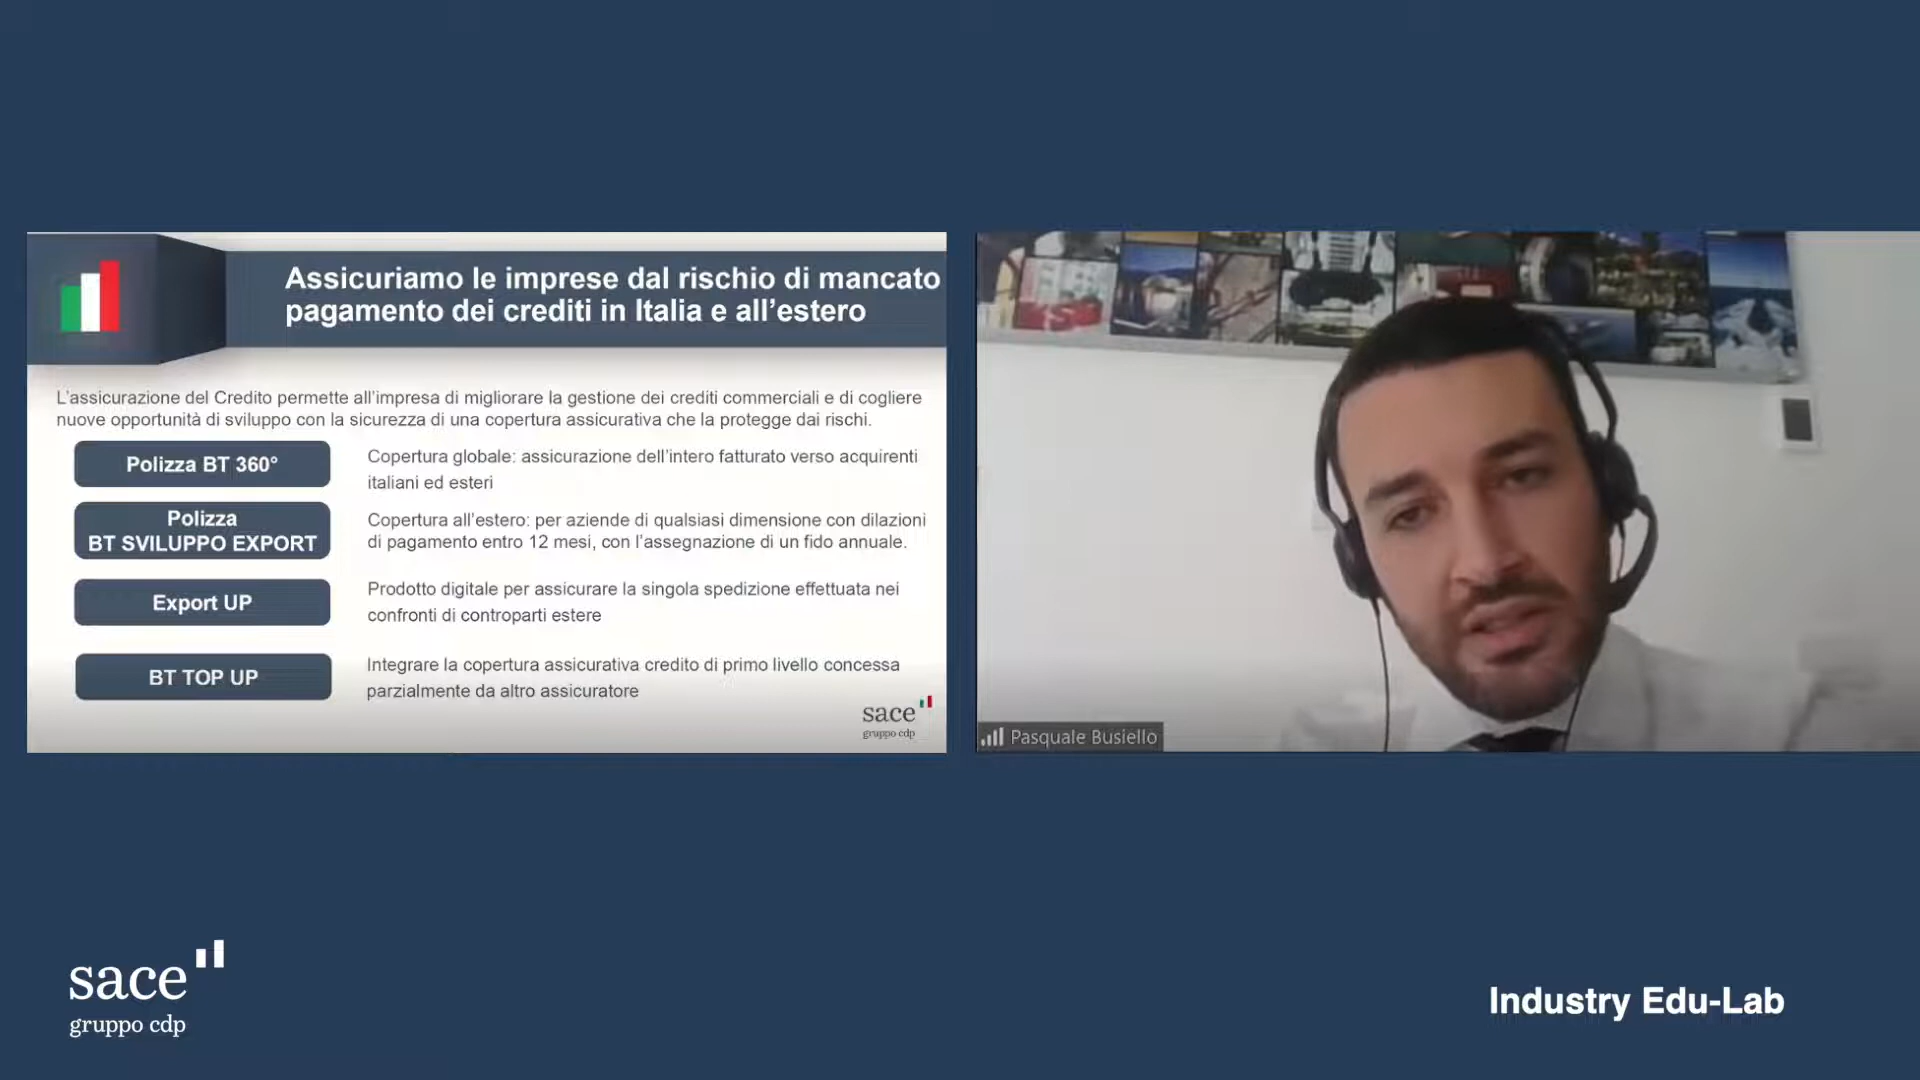 Assicuriamo le imprese dal rischio di mancato
pagamento dei crediti in Italia e all'estero
L'assicurazione del Credito permette all'impresa di migliorare la gestione dei crediti commerciali e di cogliere
nuove opportunità di sviluppo con la sicurezza di una copertura assicurativa che la protegge dai rischi.
Polizza BT 360°
Copertura globale: assicurazione dell'intero fatturato verso acquirenti
italiani ed esteri
Polizza
BT SVILUPPO EXPORT
Copertura all'estero: per aziende di qualsiasi dimensione con dilazioni
di pagamento entro 12 mesi, con l'assegnazione di un fido annuale.
Export UP
Prodotto digitale per assicurare la singola spedizione effettuata nei
confronti di controparti estere
BT TOP UP
Integrare la copertura assicurativa credito di primo livello concessa
parzialmente da altro assicuratore
sace
gruppo cdp
Pasquale Busiello
sace
gruppo cdp
Industry Edu-Lab